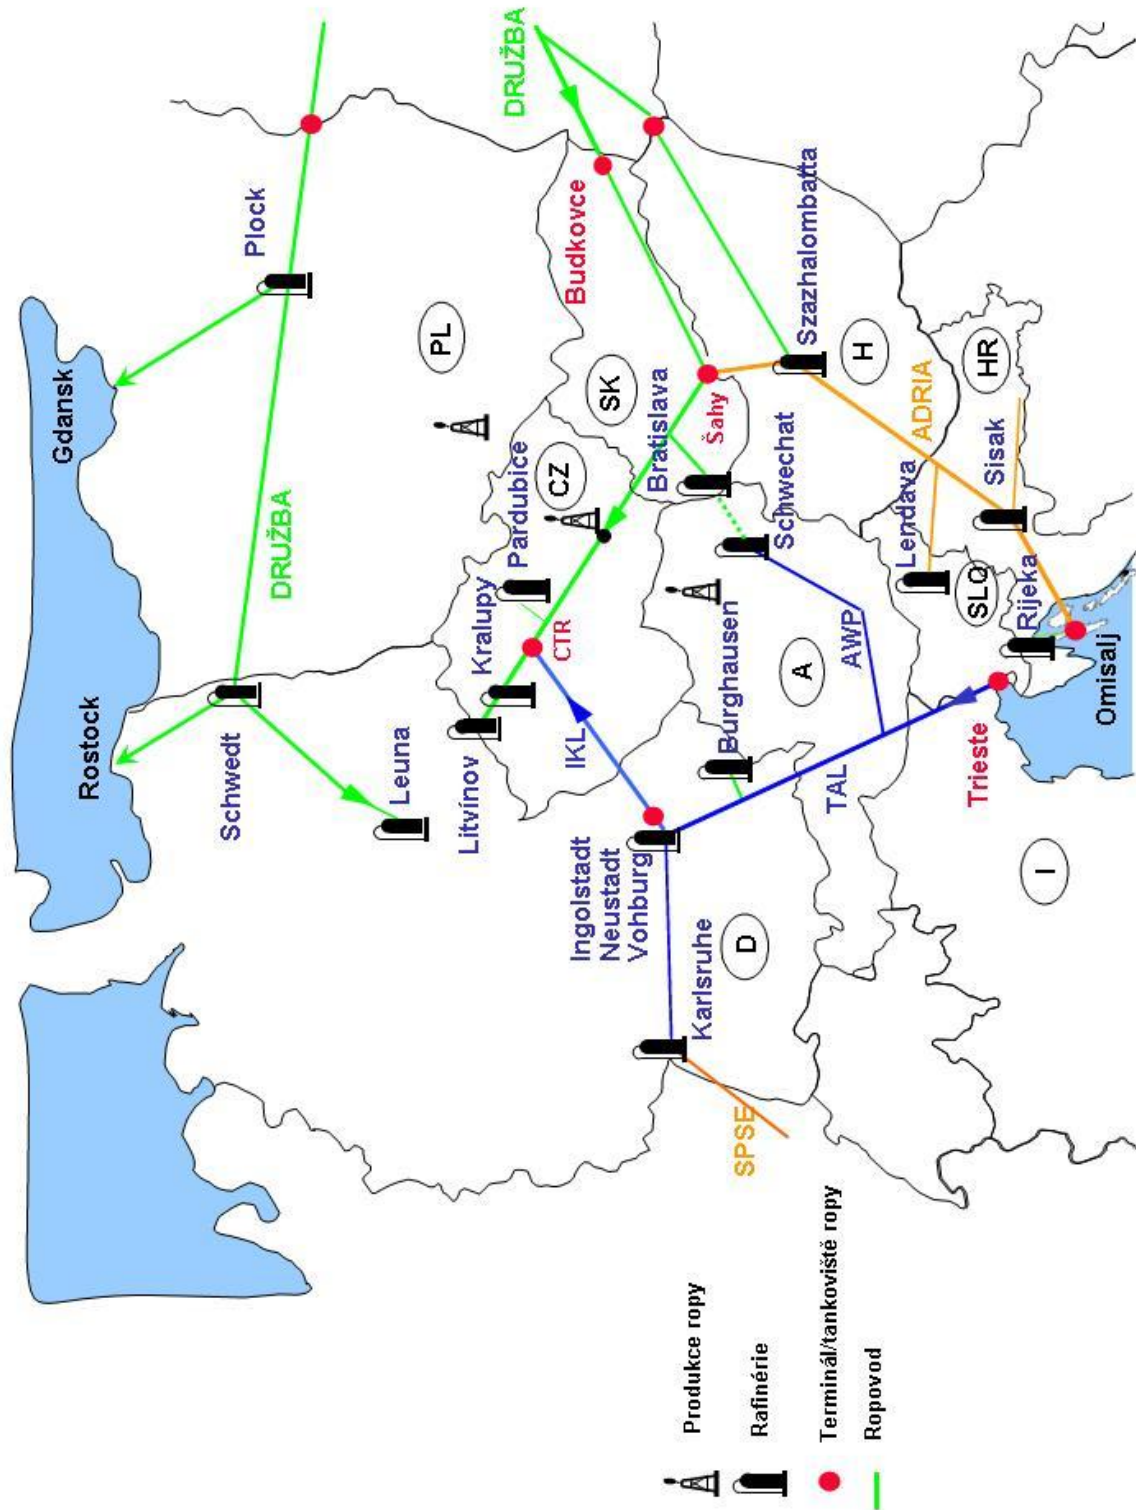 Rostock
Gdansk
Schwedt
DRUŽBA
Plock
DRUŽBA
Leuna
PL
Litvínov
Kralupy
Pardubice
CTR
CZ
SK
Budkovce
IKL
Ingolstadt
Neustadt
Vohburg
Burghausen
Bratislava
Šahy
Karlsruhe
D
A
Schwechat
Szazhalombatta
SPSE
TAL
AWP
H
Lendava
ADRIA
Trieste
SLQ
Sisak
HR
Rijeka
I
Omisalj
Produkce ropy
Rafinérie
Terminál/tankoviště ropy
Ropovod